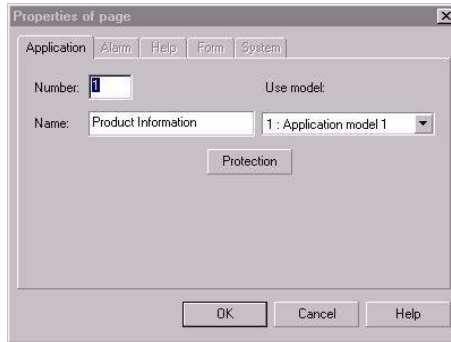 Properties of page
Application Alarm Help Form System
Number: 1 Use model:
Name: Product Information 1 : Application model 1
Protection
OK Cancel Help